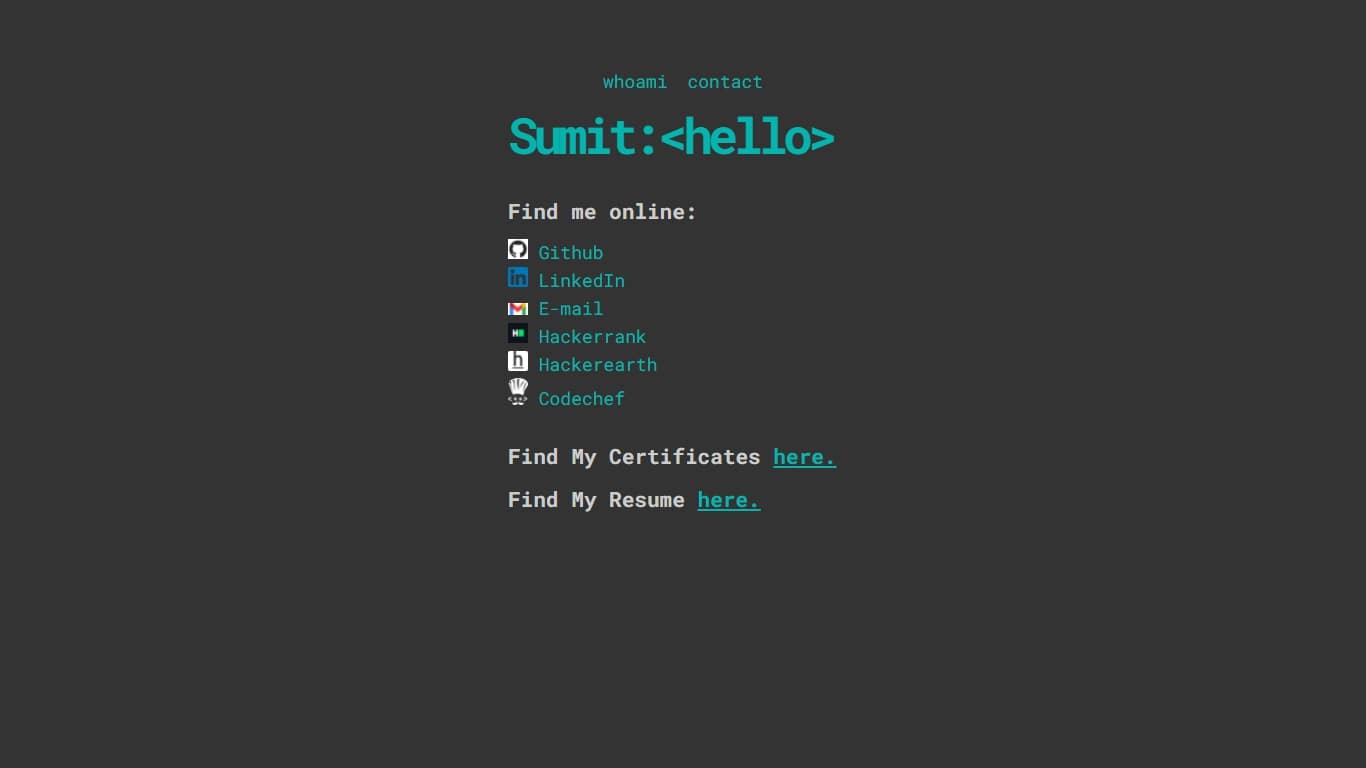 whoami contact
Sumit:<hello>
Find me online:
Github
LinkedIn
E-mail
Hackerrank
Hackerearth
Codechef
Find My Certificates here.
Find My Resume here.